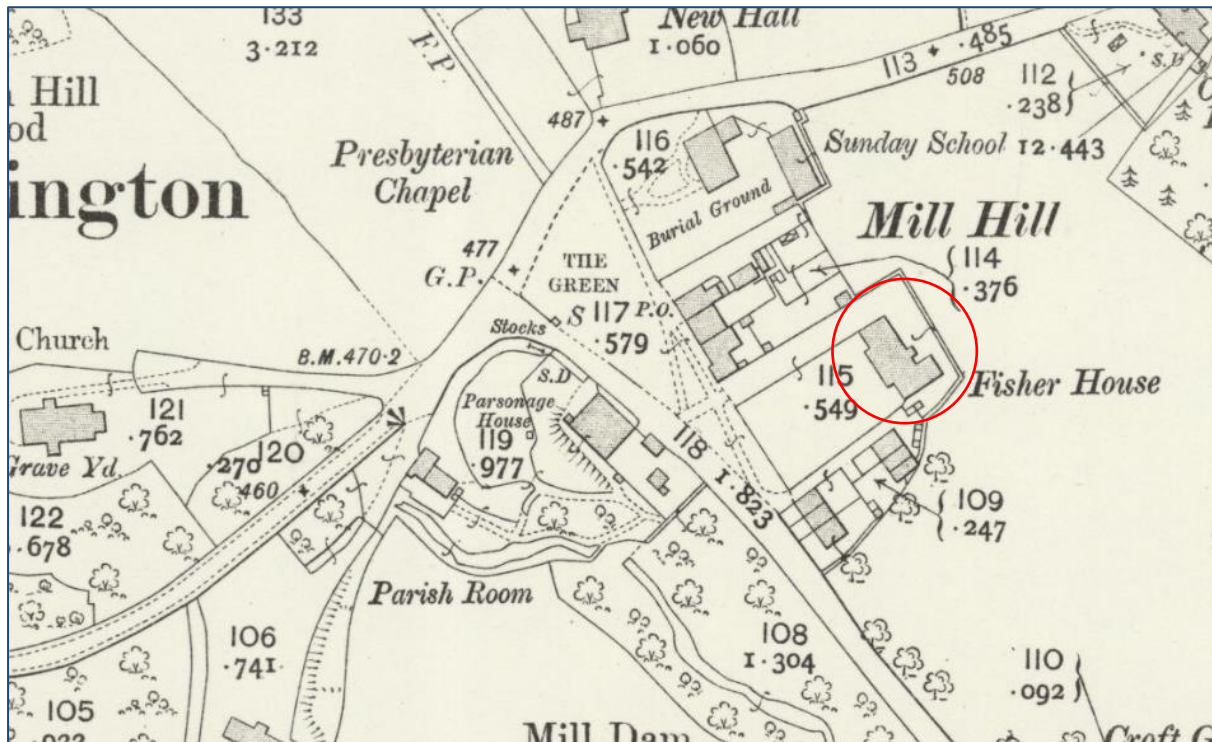 133
3·212
F.P.
New Hall
1·060
113
·485
508
112
·238
S.D
Hill
od
ington
Presbyterian
Chapel
487
116
·542
Burial Ground
Sunday School
12·443
Mill Hill
114
·376
477
G.P.
THE
GREEN
S
117
·579
P.O.
Stocks
S.D
Church
B.M.470·2
121
·762
Grave Yd.
120
·270
460
Parsonage
House
119
·977
118
1·823
115
·549
Fisher House
109
·247
122
·678
Parish Room
106
·741
105
108
1·304
110
·092
Mill Dam
Croft G